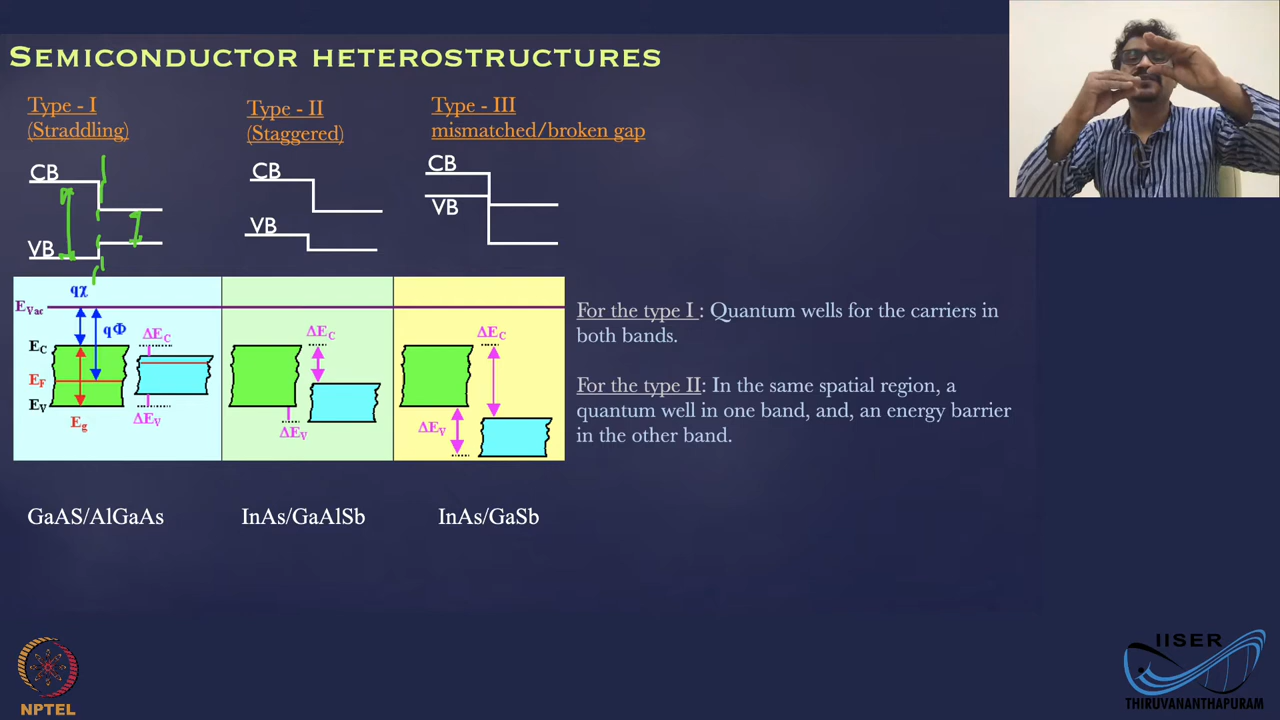 SEMICONDUCTOR HETEROSTRUCTURES
Type - I
(Straddling)
CB
VB
Type - II
(Staggered)
CB
VB
Type - III
mismatched/broken gap
CB
VB
qχ
EVac
qΦ
ΔEC
EC
EF
EV
Eg
ΔEV
ΔEC
ΔEV
ΔEC
ΔEV
For the type I : Quantum wells for the carriers in
both bands.
For the type II: In the same spatial region, a
quantum well in one band, and, an energy barrier
in the other band.
GaAS/AlGaAs
InAs/GaAlSb
InAs/GaSb
NPTEL
IISER
THIRUVANANTHAPURAM